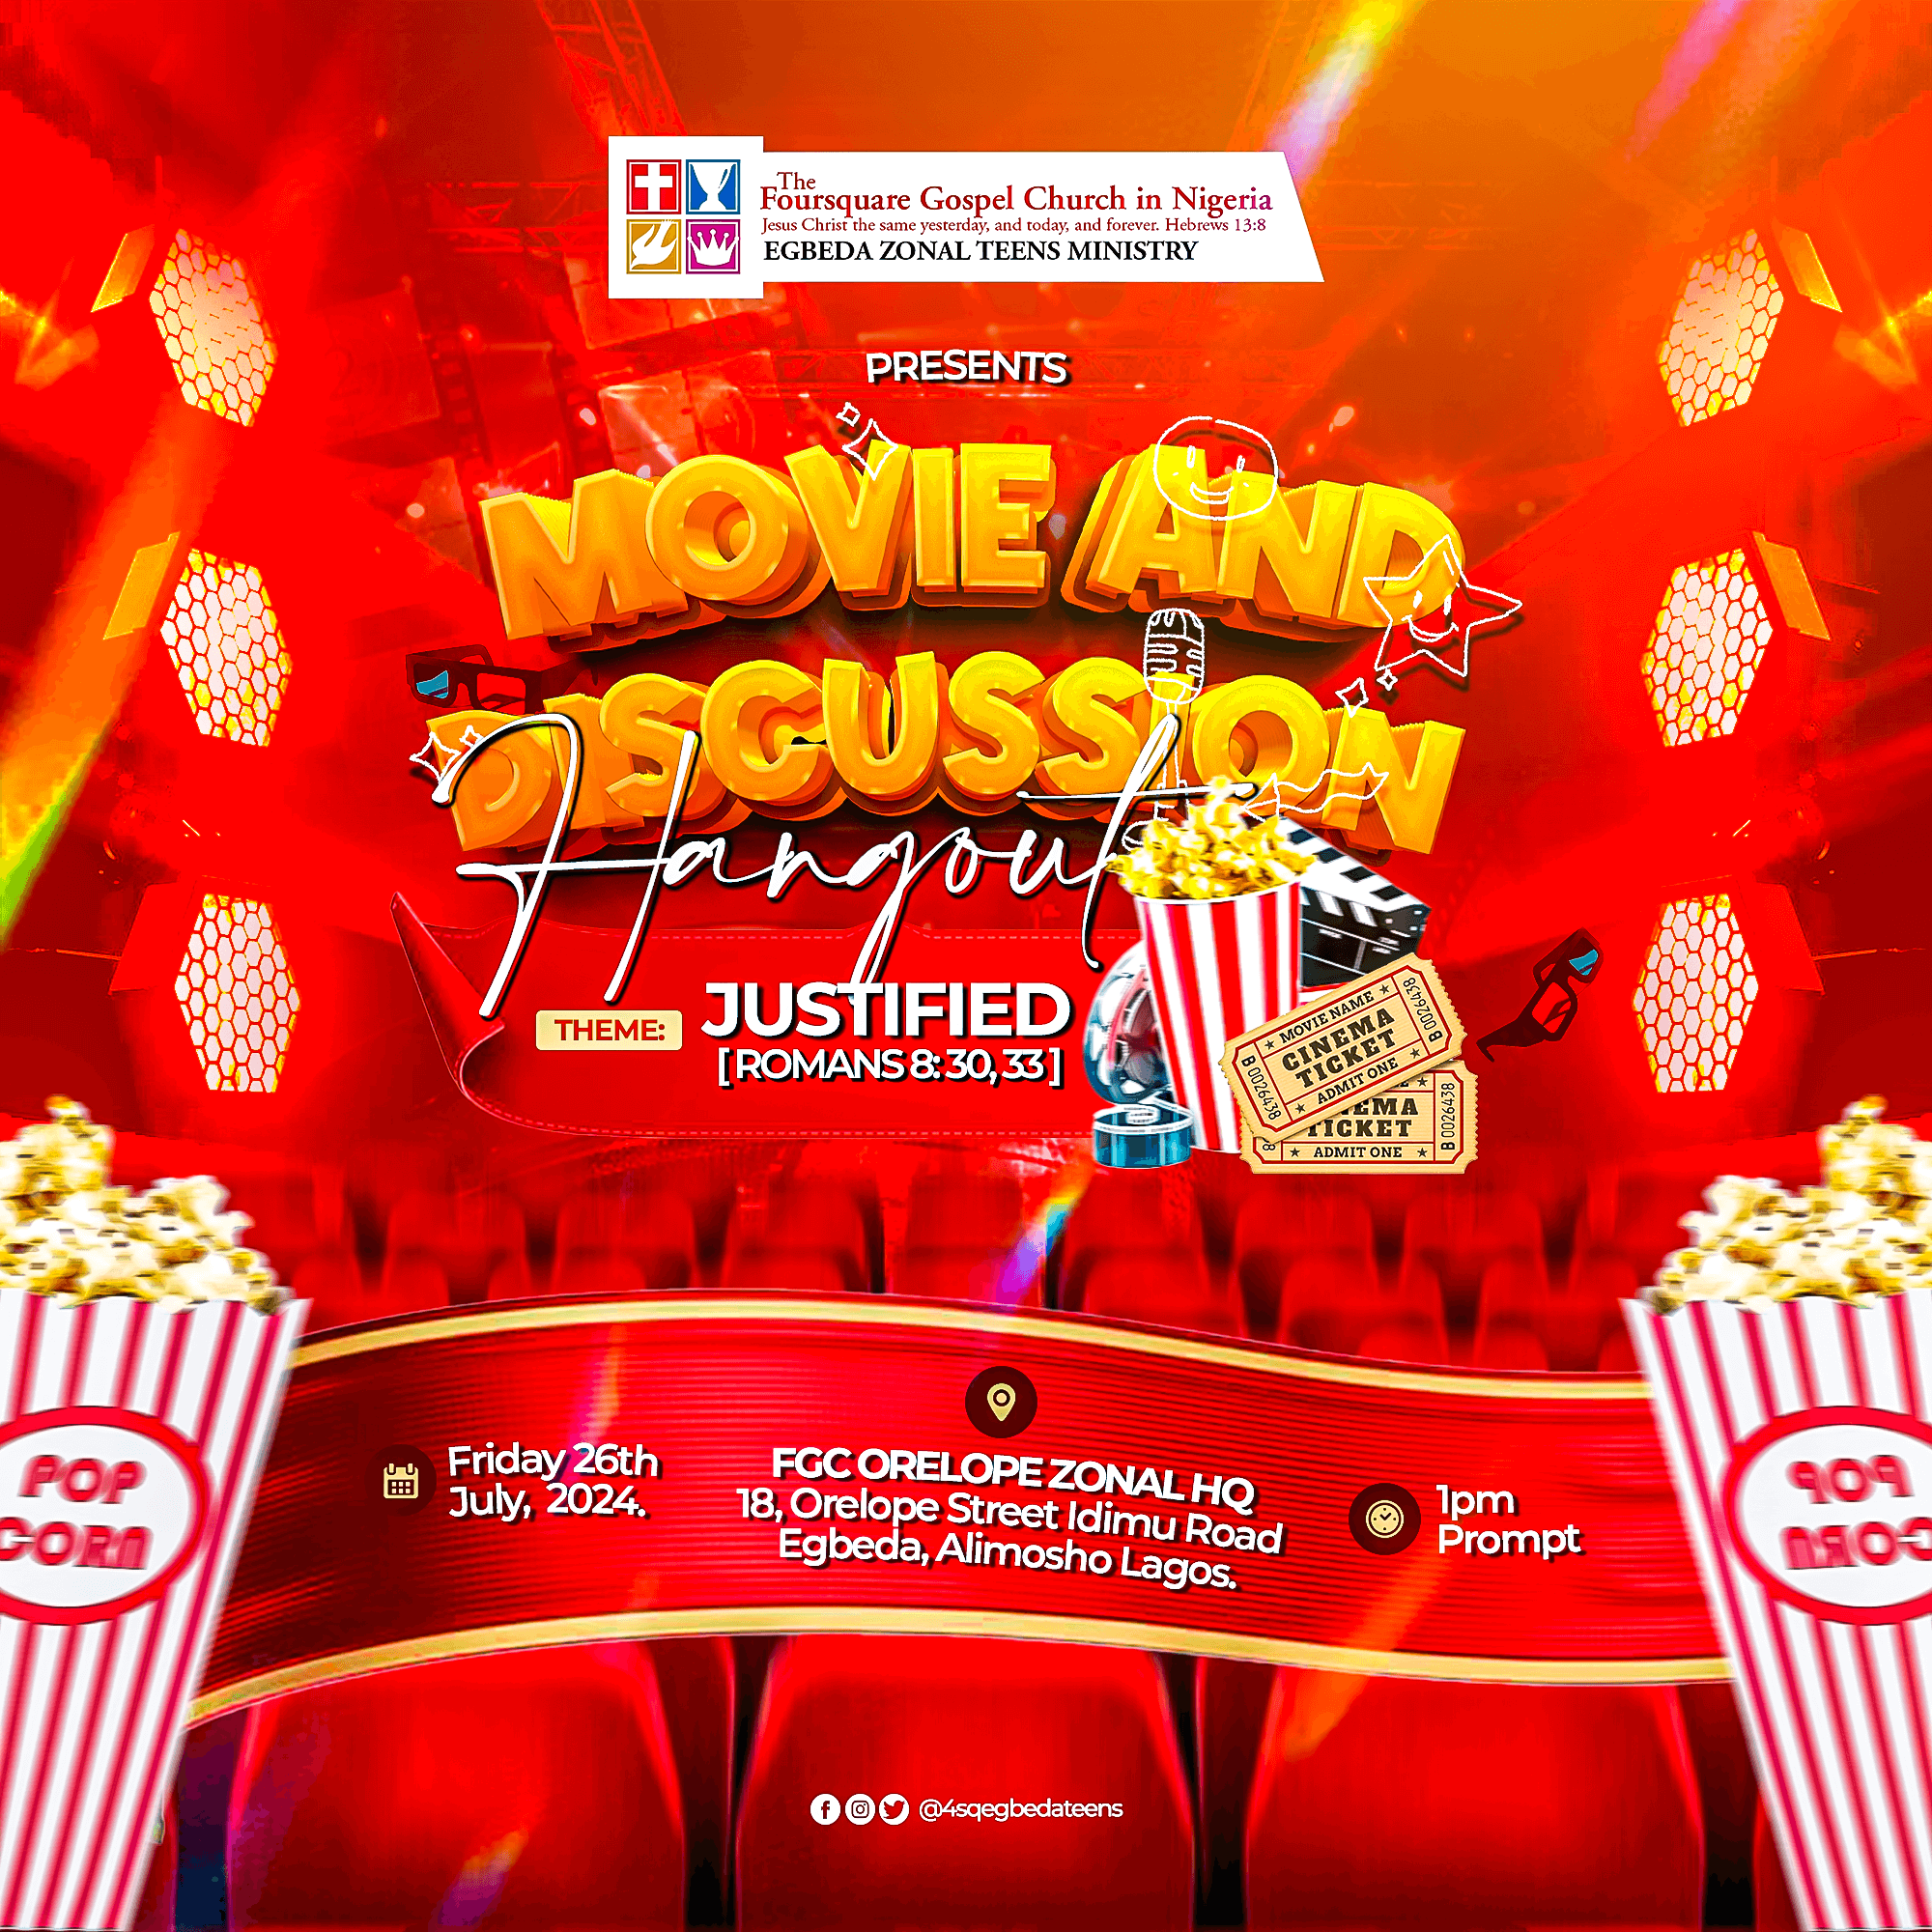 The
Foursquare Gospel Church in Nigeria
Jesus Christ the same yesterday, and today, and forever. Hebrews 13:8
EGBEDA ZONAL TEENS MINISTRY
PRESENTS
MOVIE AND
DISCUSSION
Hangout
THEME:
JUSTIFIED
[ROMANS 8:30, 33]
★ MOVIE NAME ★
CINEMA
TICKET
★ ADMIT ONE ★
B 0026438
B 0026438
TICKET
★ ADMIT ONE ★
B 0026438
Friday 26th
July, 2024.
FGC ORELOPE ZONAL HQ
18, Orelope Street Idimu Road
Egbeda, Alimosho Lagos.
1pm
Prompt
POP
CORN
POP
CORN
@4sqegbedateens